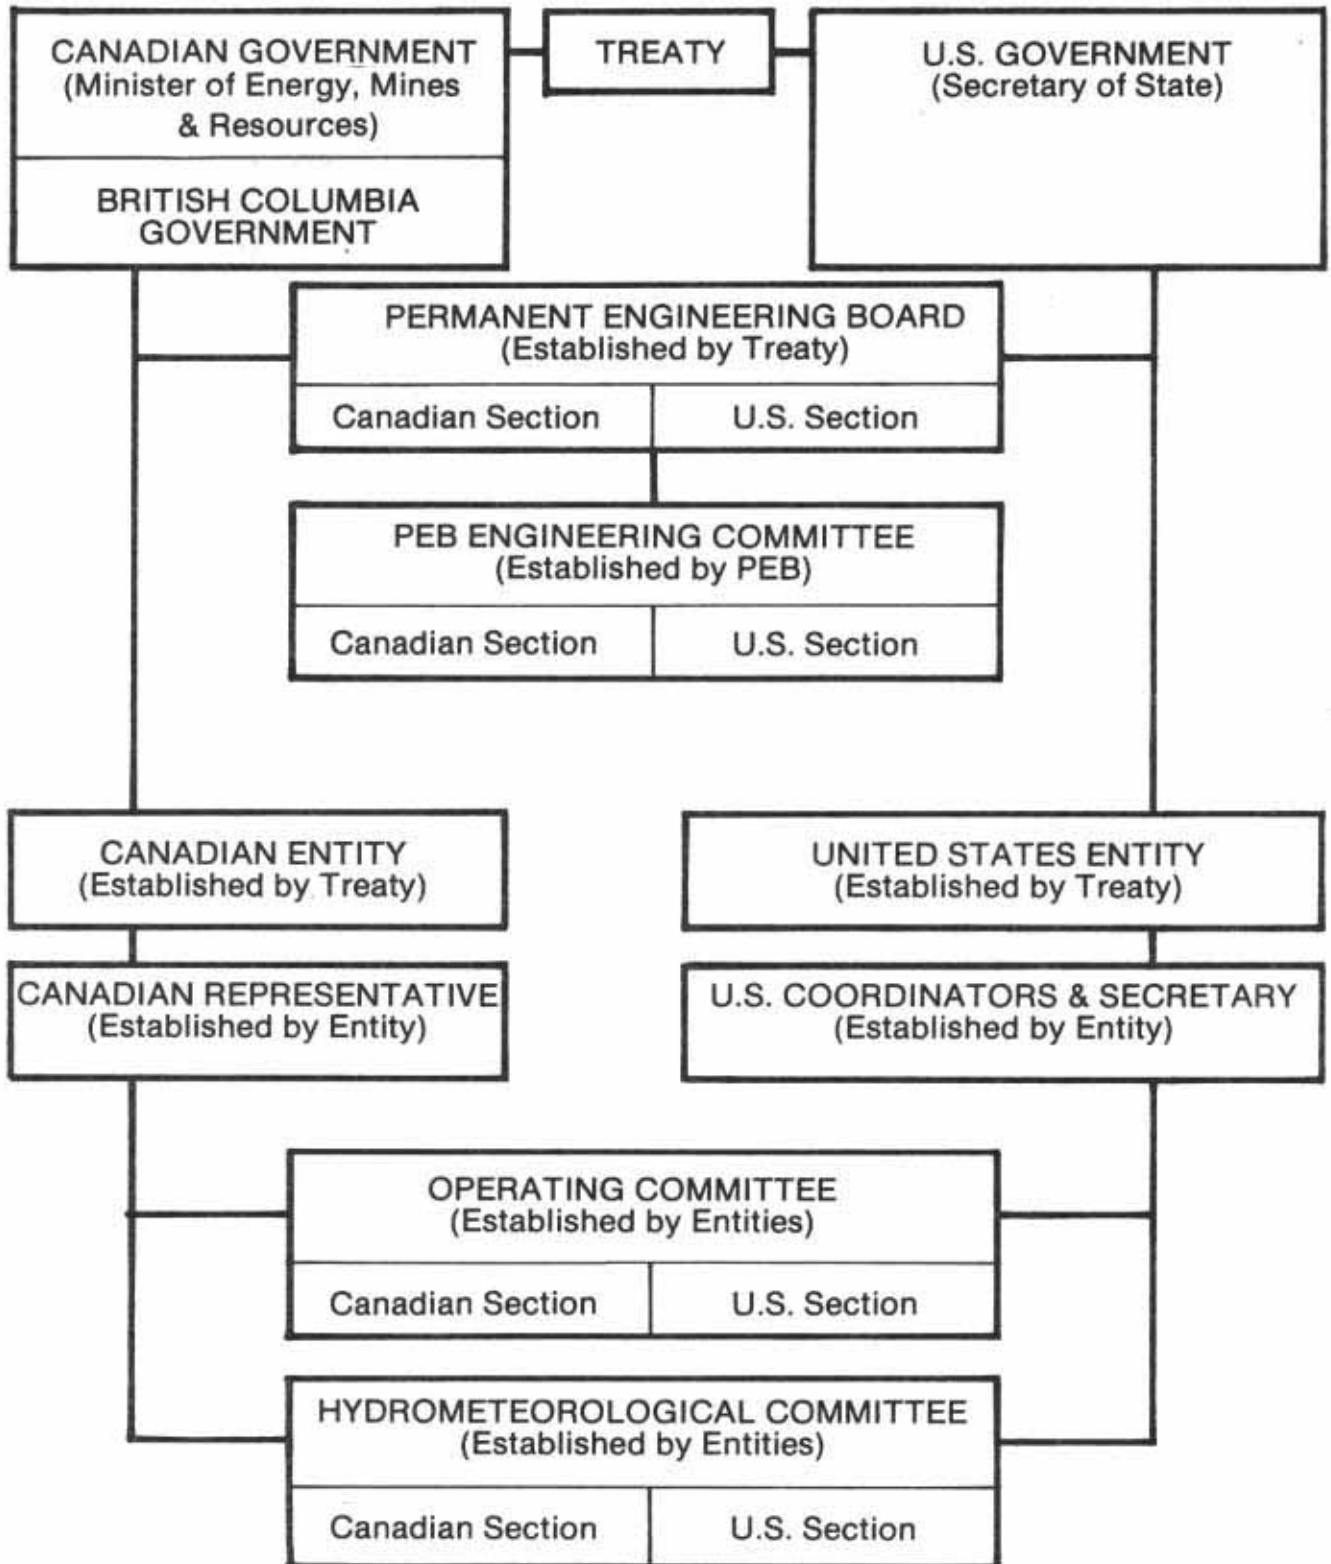 CANADIAN GOVERNMENT
(Minister of Energy, Mines
& Resources)
BRITISH COLUMBIA
GOVERNMENT
TREATY
U.S. GOVERNMENT
(Secretary of State)
PERMANENT ENGINEERING BOARD
(Established by Treaty)
Canadian Section
U.S. Section
PEB ENGINEERING COMMITTEE
(Established by PEB)
Canadian Section
U.S. Section
CANADIAN ENTITY
(Established by Treaty)
UNITED STATES ENTITY
(Established by Treaty)
CANADIAN REPRESENTATIVE
(Established by Entity)
U.S. COORDINATORS & SECRETARY
(Established by Entity)
OPERATING COMMITTEE
(Established by Entities)
Canadian Section
U.S. Section
HYDROMETEOROLOGICAL COMMITTEE
(Established by Entities)
Canadian Section
U.S. Section